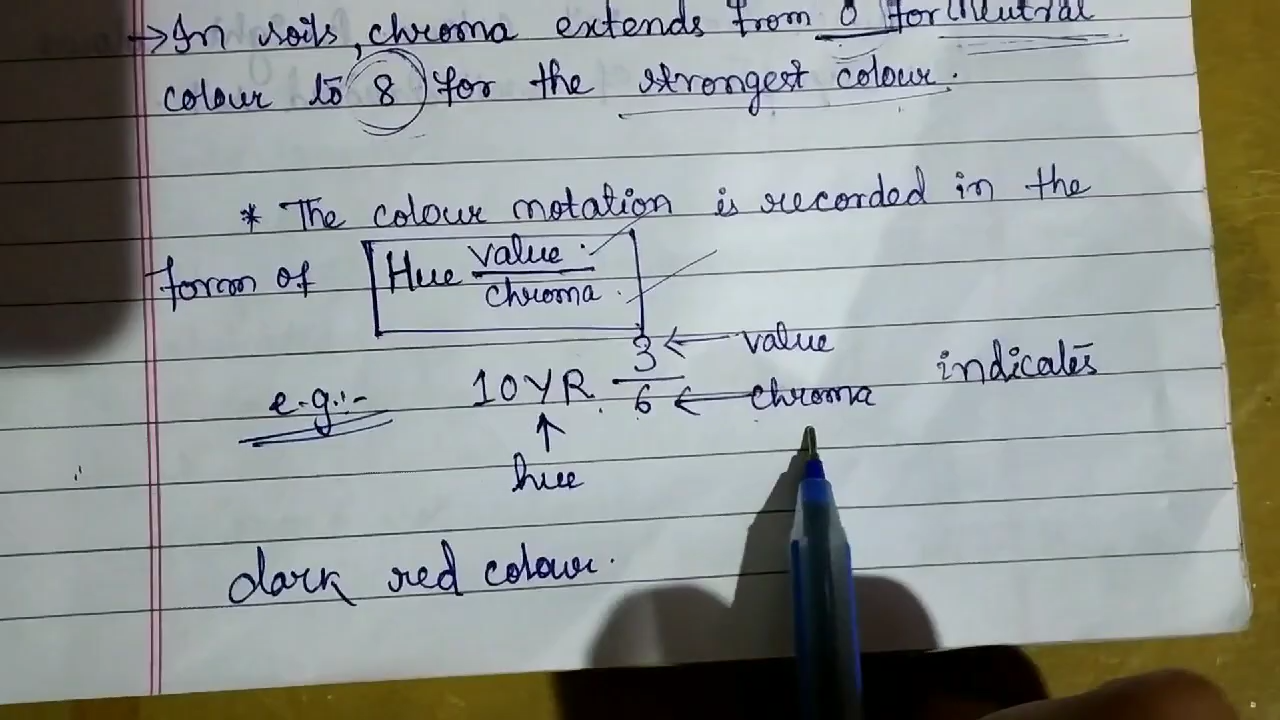 →In soils, chroma extends from 0 for neutral
colour to 8 for the strongest colour.
* The colour notation is recorded in the
form of Hue value/chroma
3 ← value
e.g:- 10YR 6 ← chroma indicates
↑
hue
dark red colour.